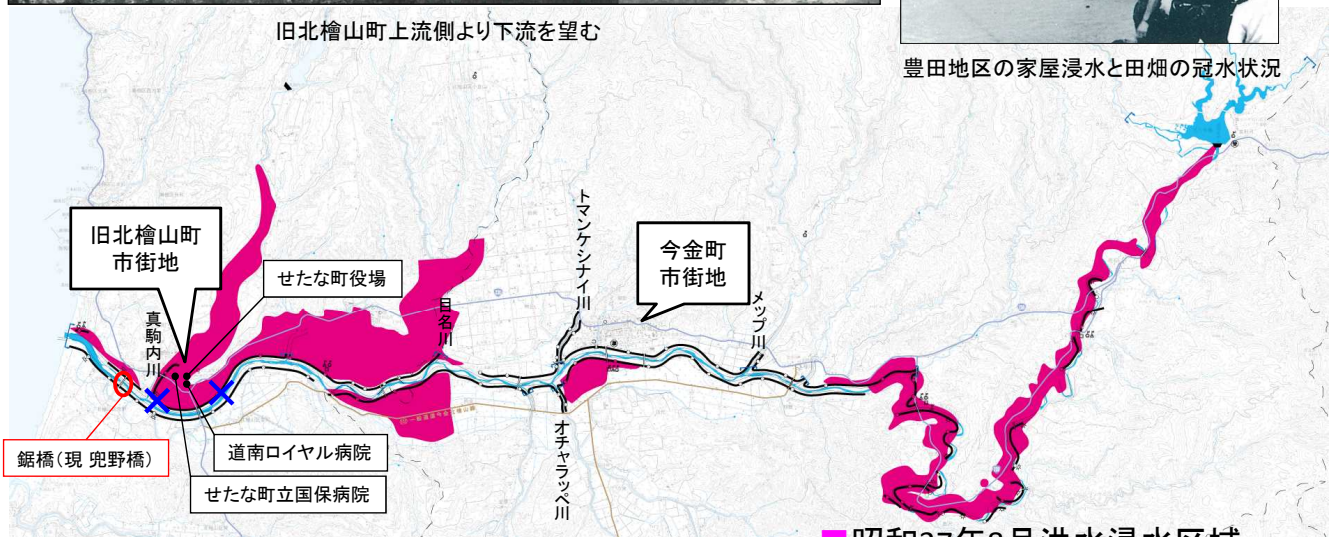 旧北檜山町上流側より下流を望む
豊田地区の家屋浸水と田畑の冠水状況
旧北檜山町
市街地
せたな町役場
真駒内川
目名川
トマンケシナイ川
今金町
市街地
メップ川
鋸橋(現 兜野橋)
道南ロイヤル病院
せたな町立国保病院
オチャラッペ川